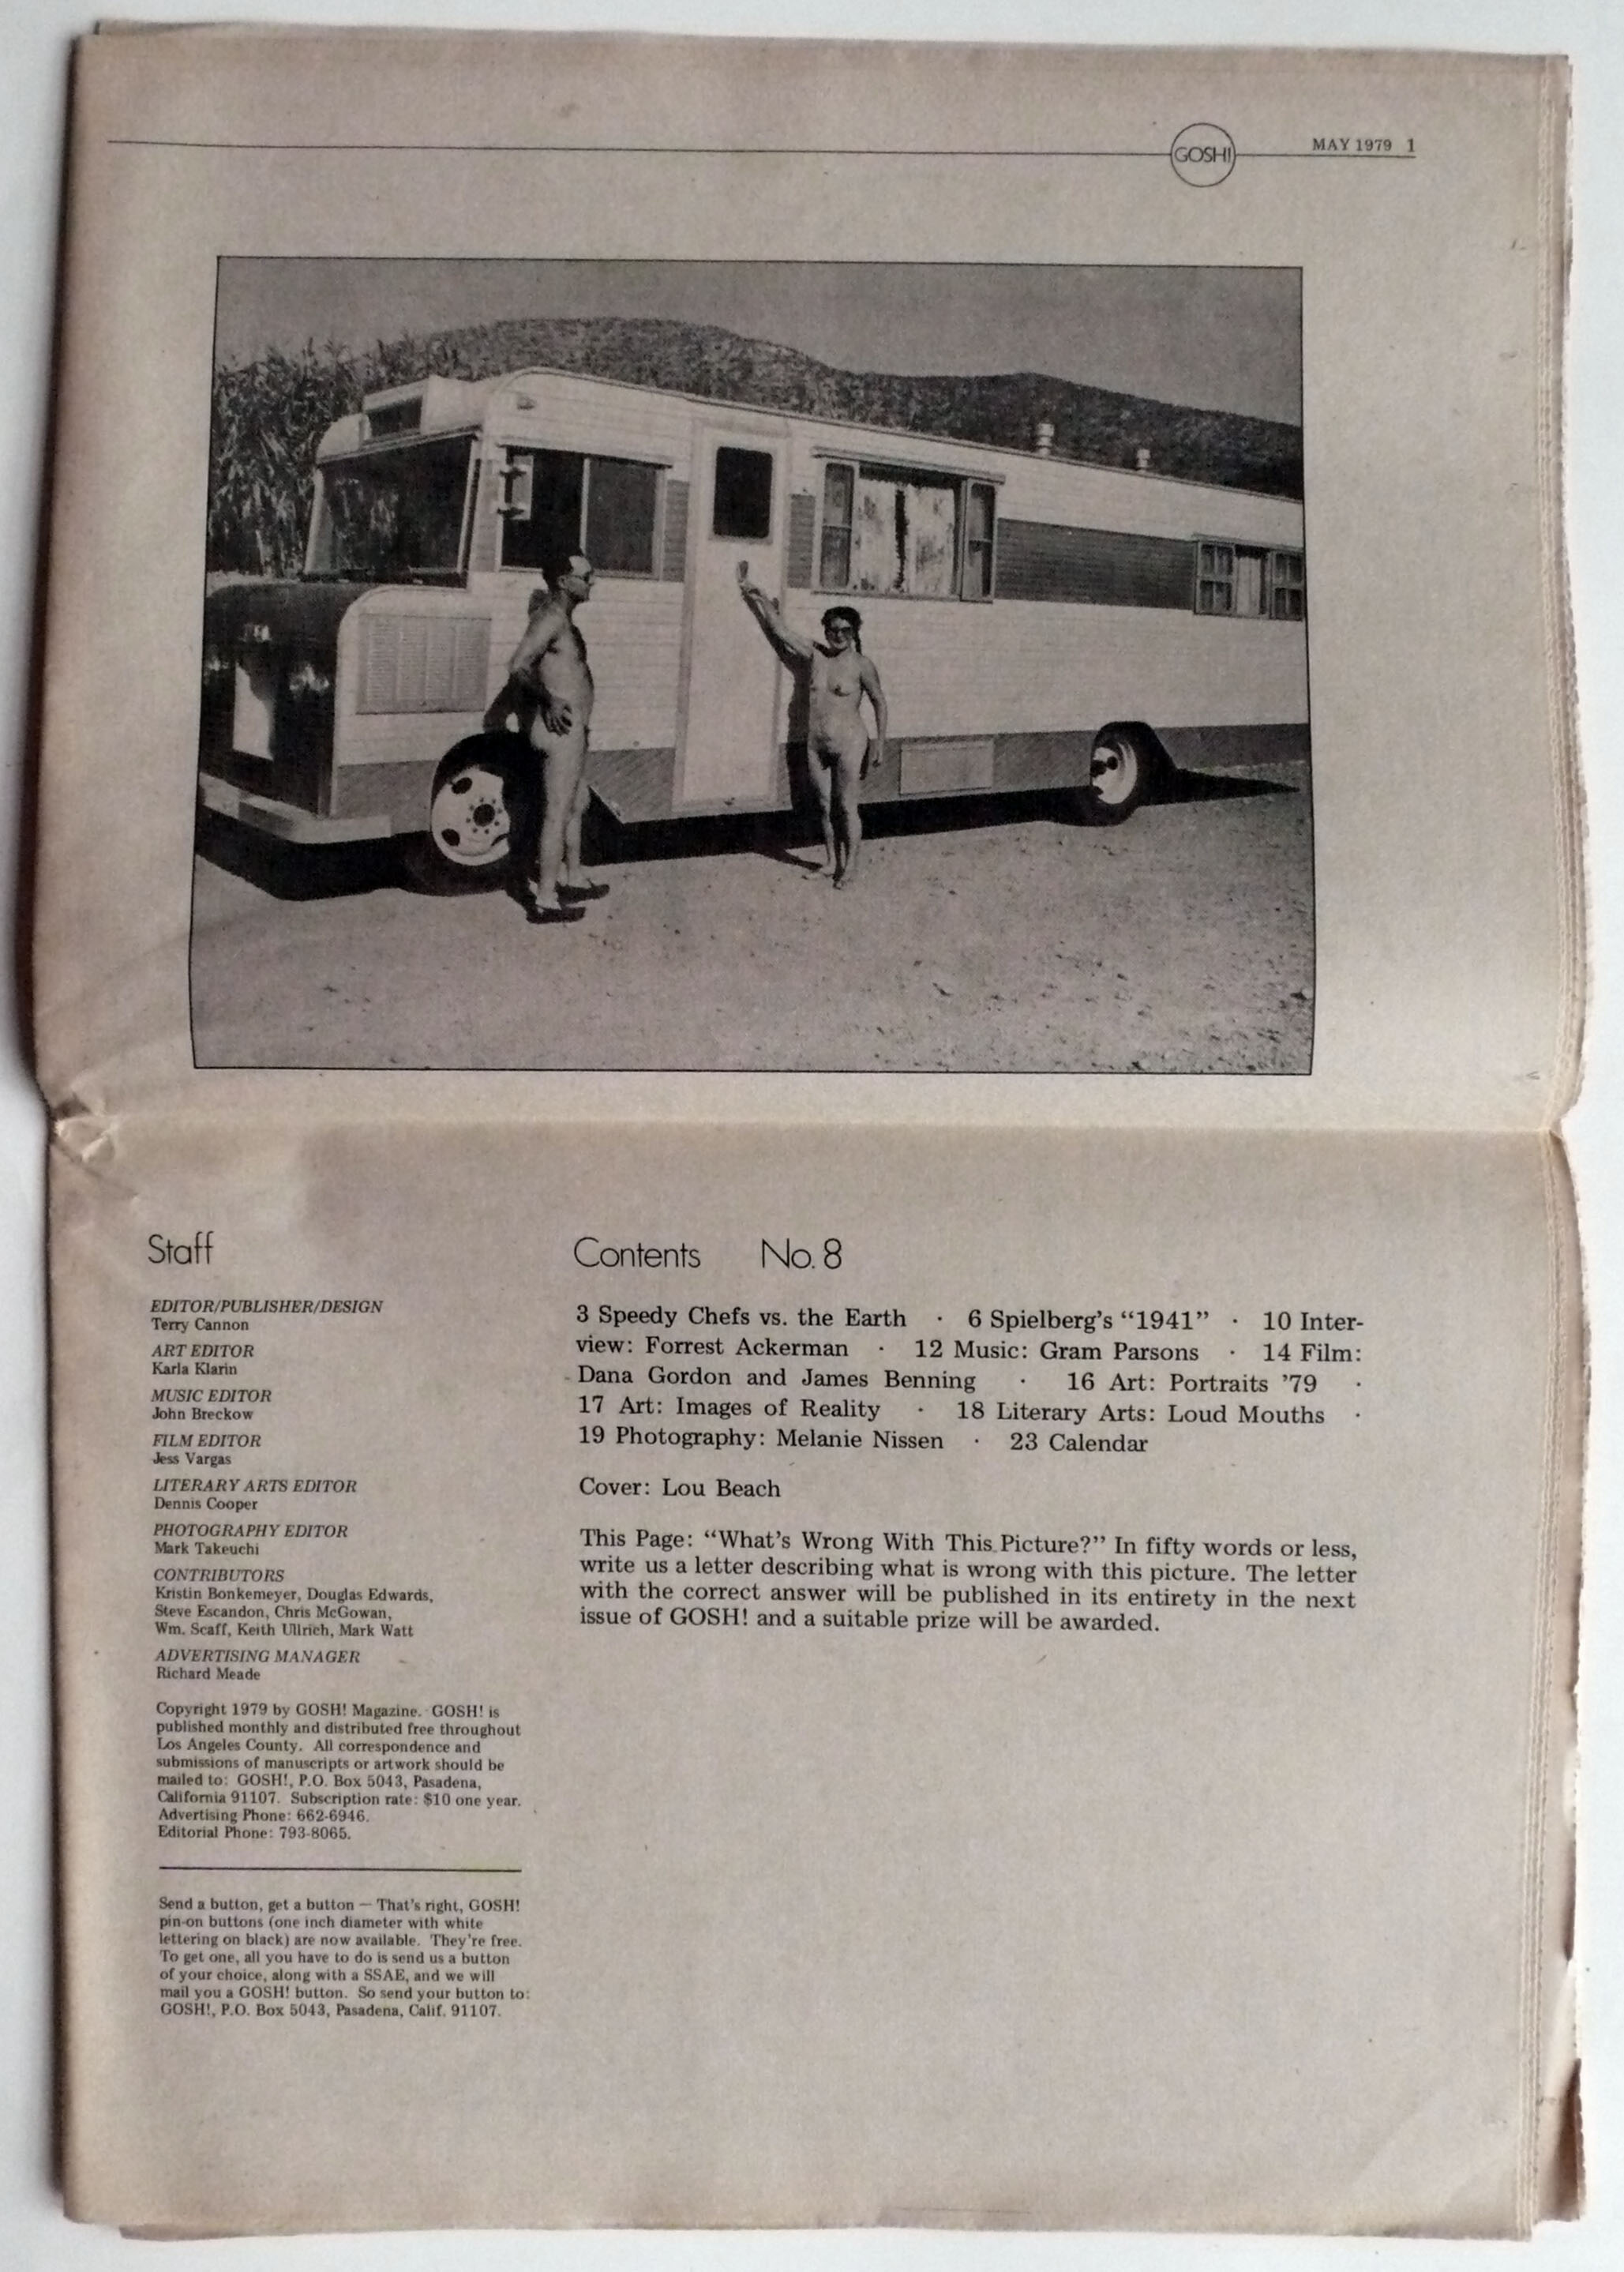 GOSH!
MAY 1979 1
Staff
EDITOR/PUBLISHER/DESIGN
Terry Cannon
ART EDITOR
Karla Klarin
MUSIC EDITOR
John Breckow
FILM EDITOR
Jess Vargas
LITERARY ARTS EDITOR
Dennis Cooper
PHOTOGRAPHY EDITOR
Mark Takeuchi
CONTRIBUTORS
Kristin Bonkemeyer, Douglas Edwards,
Steve Escandon, Chris McGowan,
Wm. Scaff, Keith Ullrich, Mark Watt
ADVERTISING MANAGER
Richard Meade
Copyright 1979 by GOSH! Magazine. GOSH! is
published monthly and distributed free throughout
Los Angeles County. All correspondence and
submissions of manuscripts or artwork should be
mailed to: GOSH!, P.O. Box 5043, Pasadena,
California 91107. Subscription rate: $10 one year.
Advertising Phone: 662-6946.
Editorial Phone: 793-8065.
Send a button, get a button — That's right, GOSH!
pin-on buttons (one inch diameter with white
lettering on black) are now available. They're free.
To get one, all you have to do is send us a button
of your choice, along with a SSAE, and we will
mail you a GOSH! button. So send your button to:
GOSH!, P.O. Box 5043, Pasadena, Calif. 91107.
Contents No. 8
3 Speedy Chefs vs. the Earth · 6 Spielberg's "1941" · 10 Inter-
view: Forrest Ackerman · 12 Music: Gram Parsons · 14 Film:
Dana Gordon and James Benning · 16 Art: Portraits '79 ·
17 Art: Images of Reality · 18 Literary Arts: Loud Mouths ·
19 Photography: Melanie Nissen · 23 Calendar
Cover: Lou Beach
This Page: "What's Wrong With This Picture?" In fifty words or less,
write us a letter describing what is wrong with this picture. The letter
with the correct answer will be published in its entirety in the next
issue of GOSH! and a suitable prize will be awarded.